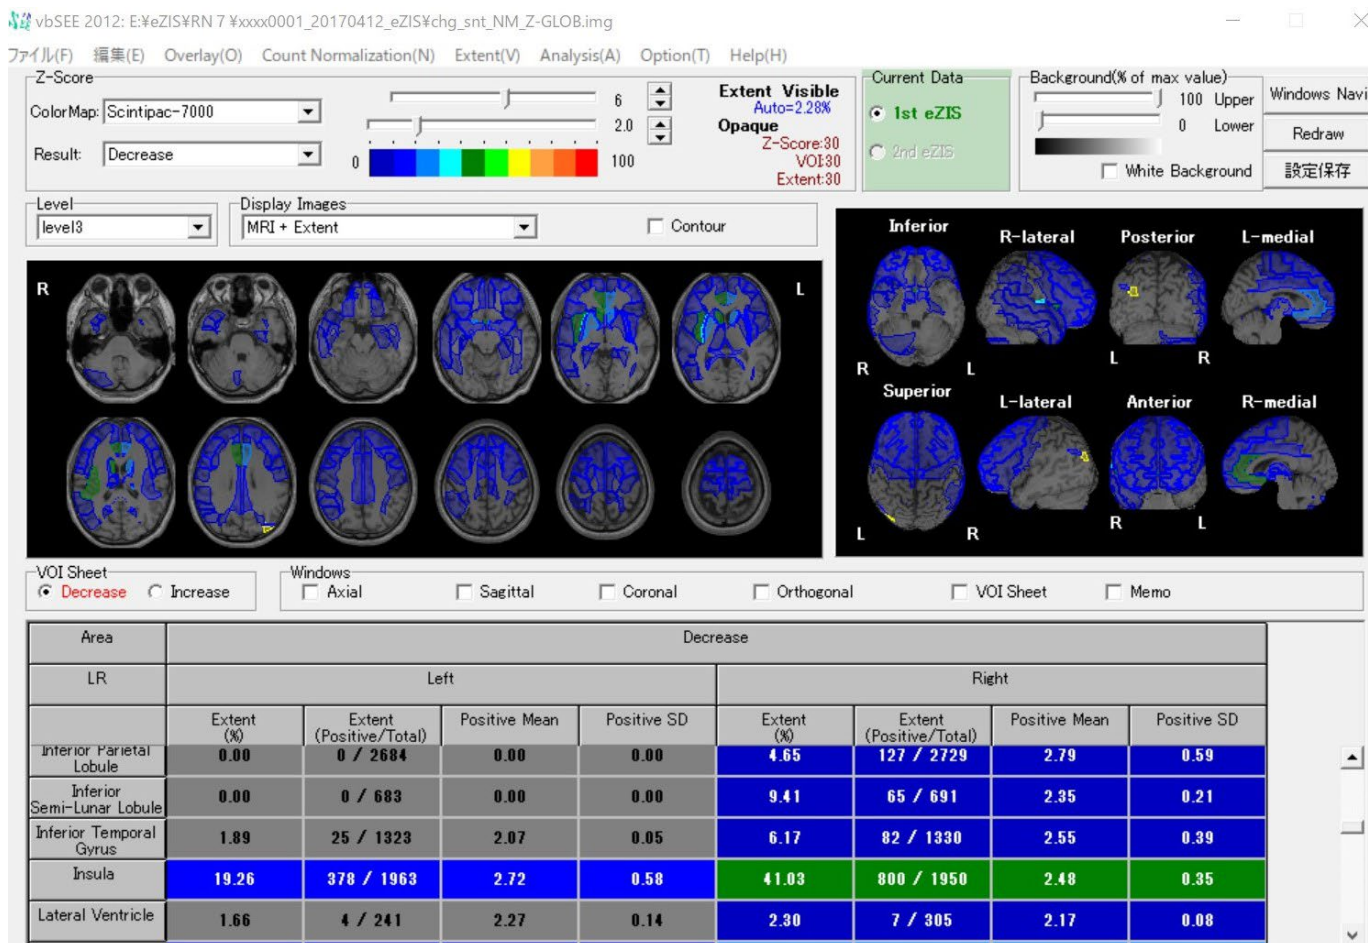 vbSEE 2012: E:¥eZIS¥RN 7 ¥xxxx0001_20170412_eZIS¥chg_snt_NM_Z-GLOB.img
ファイル(F) 編集(E) Overlay(O) Count Normalization(N) Extent(V) Analysis(A) Option(T) Help(H)
Z-Score
ColorMap: Scintipac-7000
Result: Decrease
6
2.0
0 100
Extent Visible
Auto=2.28%
Opaque
Z-Score:30
VOI:30
Extent:30
Current Data
1st eZIS
2nd eZIS
Background(% of max value)
100 Upper
0 Lower
White Background
Windows Navi
Redraw
設定保存
Level
level3
Display Images
MRI + Extent
Contour
R L
Inferior R-lateral Posterior L-medial
R L L R
Superior L-lateral Anterior R-medial
L R R L
VOI Sheet
Decrease Increase
Windows
Axial Sagittal Coronal Orthogonal VOI Sheet Memo
Area Decrease
LR Left Right
Extent (%) Extent (Positive/Total) Positive Mean Positive SD Extent (%) Extent (Positive/Total) Positive Mean Positive SD
Inferior Parietal Lobule 0.00 0 / 2684 0.00 0.00 4.65 127 / 2729 2.79 0.59
Inferior Semi-Lunar Lobule 0.00 0 / 683 0.00 0.00 9.41 65 / 691 2.35 0.21
Inferior Temporal Gyrus 1.89 25 / 1323 2.07 0.05 6.17 82 / 1330 2.55 0.39
Insula 19.26 378 / 1963 2.72 0.58 41.03 800 / 1950 2.48 0.35
Lateral Ventricle 1.66 4 / 241 2.27 0.14 2.30 7 / 305 2.17 0.08